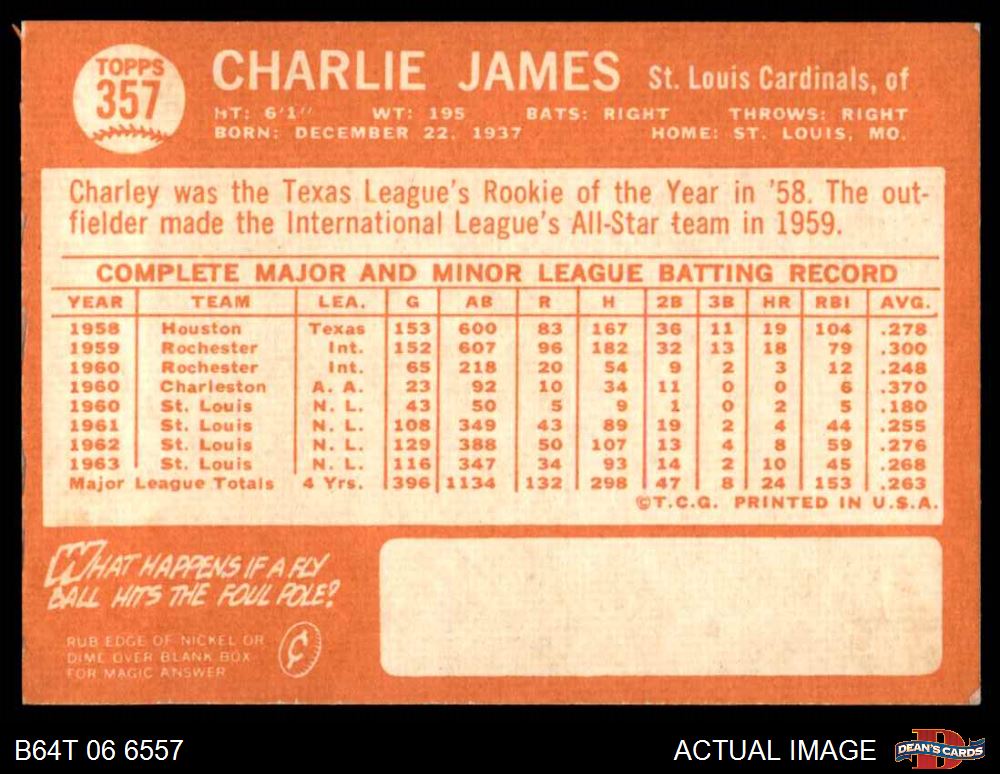 TOPPS
357
CHARLIE JAMES St. Louis Cardinals, of
HT: 6'1" WT: 195 BATS: RIGHT THROWS: RIGHT
BORN: DECEMBER 22, 1937 HOME: ST. LOUIS, MO.
Charley was the Texas League's Rookie of the Year in '58. The out-
fielder made the International League's All-Star team in 1959.
COMPLETE MAJOR AND MINOR LEAGUE BATTING RECORD
YEAR TEAM LEA. G AB R H 2B 3B HR RBI AVG.
1958 Houston Texas 153 600 83 167 36 11 19 104 .278
1959 Rochester Int. 152 607 96 182 32 13 18 79 .300
1960 Rochester Int. 65 218 20 54 9 2 3 12 .248
1960 Charleston A. A. 23 92 10 34 11 0 0 6 .370
1960 St. Louis N. L. 43 50 5 9 1 0 2 5 .180
1961 St. Louis N. L. 108 349 43 89 19 2 4 44 .255
1962 St. Louis N. L. 129 388 50 107 13 4 8 59 .276
1963 St. Louis N. L. 116 347 34 93 14 2 10 45 .268
Major League Totals 4 Yrs. 396 1134 132 298 47 8 24 153 .263
©T.C.G. PRINTED IN U.S.A.
WHAT HAPPENS IF A FLY
BALL HITS THE FOUL POLE?
RUB EDGE OF NICKEL OR
DIME OVER BLANK BOX
FOR MAGIC ANSWER
¢
B64T 06 6557 ACTUAL IMAGE
D
DEAN'S CARDS